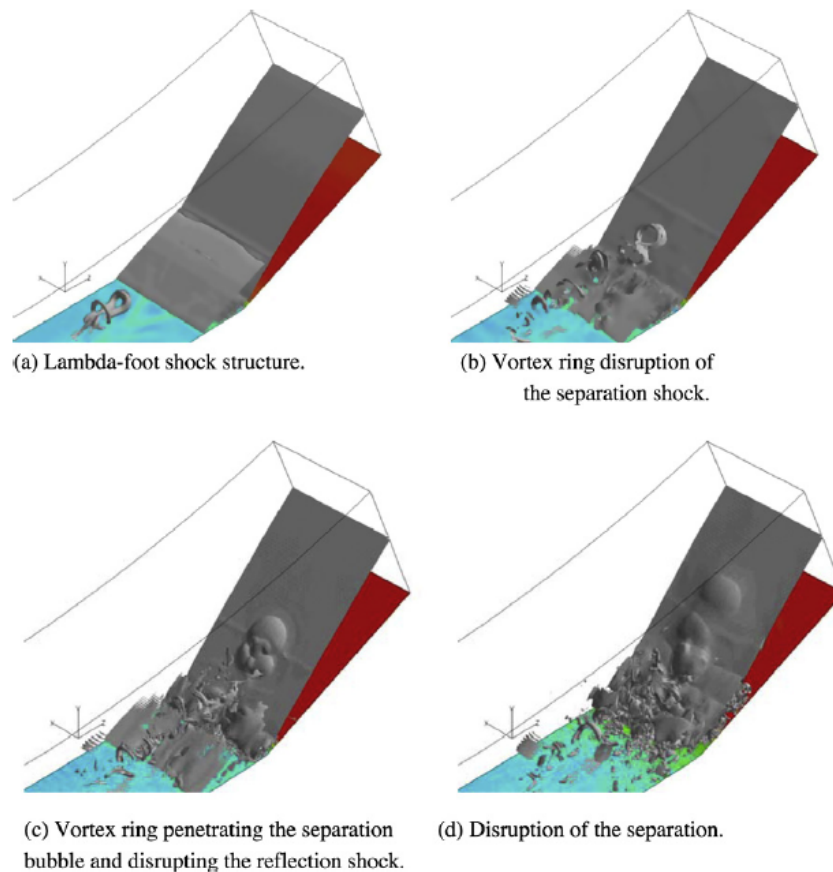 (a) Lambda-foot shock structure.
(b) Vortex ring disruption of
the separation shock.
(c) Vortex ring penetrating the separation
bubble and disrupting the reflection shock.
(d) Disruption of the separation.